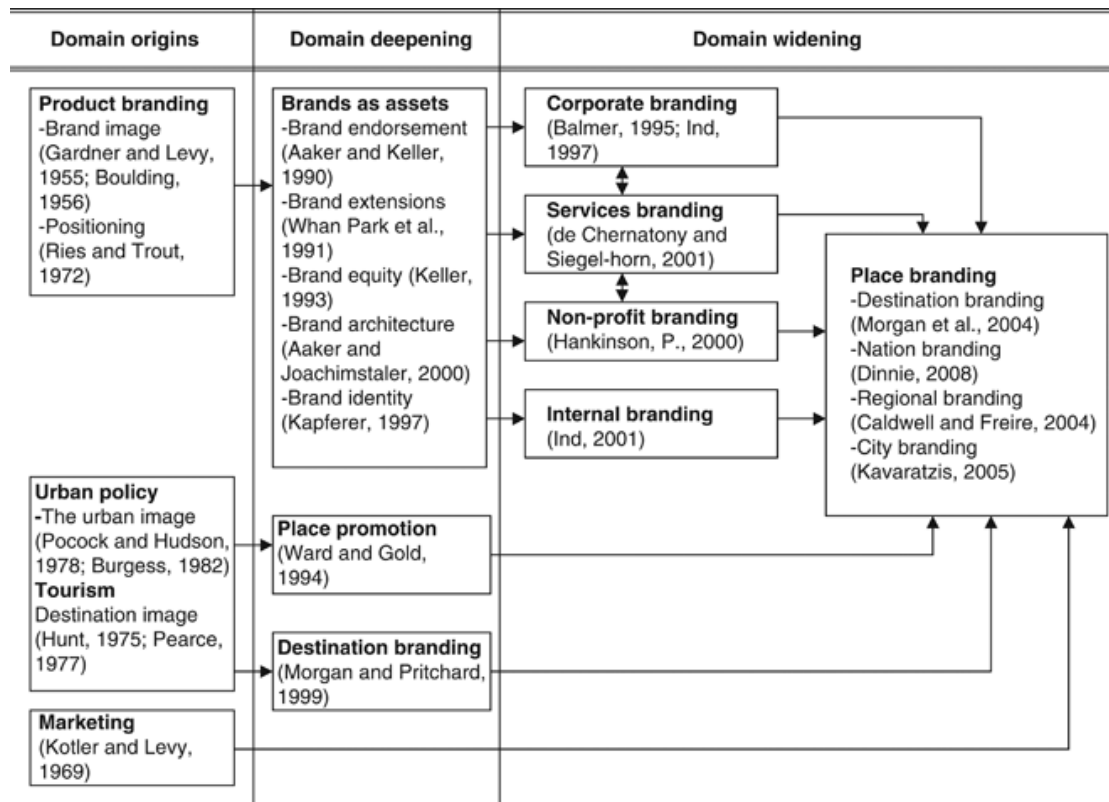 Domain origins
Domain deepening
Domain widening
Product branding
-Brand image
(Gardner and Levy,
1955; Boulding,
1956)
-Positioning
(Ries and Trout,
1972)
Brands as assets
-Brand endorsement
(Aaker and Keller,
1990)
-Brand extensions
(Whan Park et al.,
1991)
-Brand equity (Keller,
1993)
-Brand architecture
(Aaker and
Joachimstaler, 2000)
-Brand identity
(Kapferer, 1997)
Corporate branding
(Balmer, 1995; Ind,
1997)
Services branding
(de Chernatony and
Siegel-horn, 2001)
Non-profit branding
(Hankinson, P., 2000)
Internal branding
(Ind, 2001)
Place branding
-Destination branding
(Morgan et al., 2004)
-Nation branding
(Dinnie, 2008)
-Regional branding
(Caldwell and Freire, 2004)
-City branding
(Kavaratzis, 2005)
Urban policy
-The urban image
(Pocock and Hudson,
1978; Burgess, 1982)
Tourism
Destination image
(Hunt, 1975; Pearce,
1977)
Place promotion
(Ward and Gold,
1994)
Destination branding
(Morgan and Pritchard,
1999)
Marketing
(Kotler and Levy,
1969)